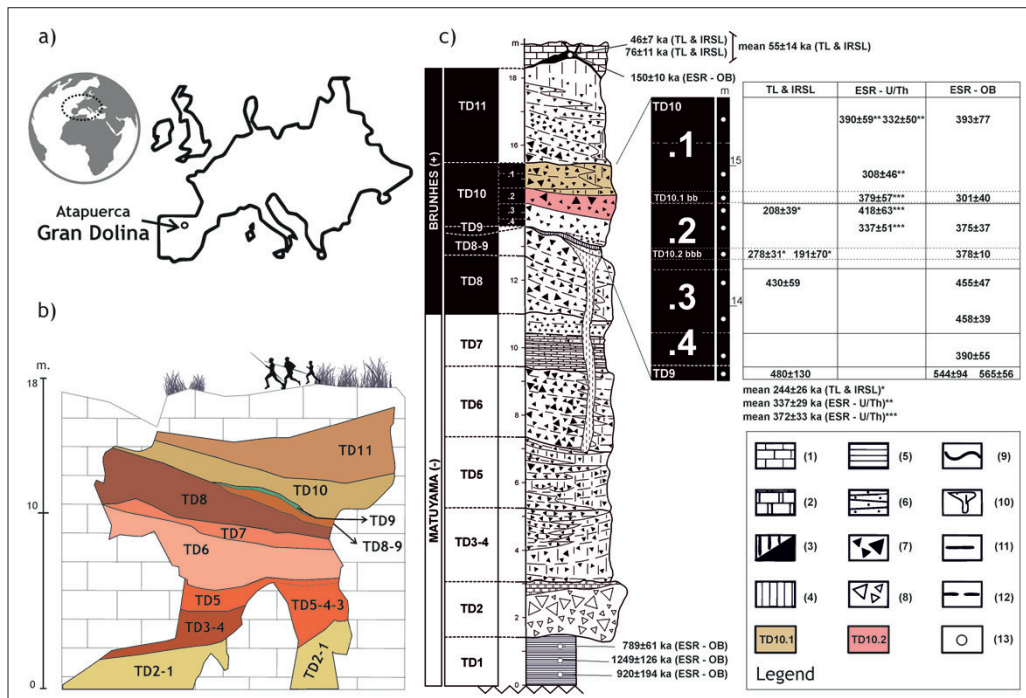 a)
Atapuerca
Gran Dolina
b)
m.
18
10
0
TD11
TD10
TD8
TD9
TD7
TD8-9
TD6
TD5
TD5-4-3
TD3-4
TD2-1
TD2-1
c)
m
18
16
12
10
8
6
4
2
0
BRUNHES (+)
MATUYAMA (-)
TD11
TD10
.1
.2
.3
.4
TD9
TD8-9
TD8
TD7
TD6
TD5
TD3-4
TD2
TD1
46±7 ka (TL & IRSL)
76±11 ka (TL & IRSL)
mean 55±14 ka (TL & IRSL)
150±10 ka (ESR - OB)
789±61 ka (ESR - OB)
1249±126 ka (ESR - OB)
920±194 ka (ESR - OB)
m
TD10
.1
15
TD10.1 bb
.2
TD10.2 bbb
.3
14
.4
TD9
TL & IRSL ESR - U/Th ESR - OB
390±59** 332±50** 393±77
308±46**
379±57*** 301±40
208±39* 418±63***
337±51*** 375±37
278±31* 191±70* 378±10
430±59 455±47
458±39
390±55
480±130 544±94 565±56
mean 244±26 ka (TL & IRSL)*
mean 337±29 ka (ESR - U/Th)**
mean 372±33 ka (ESR - U/Th)***
(1) (5) (9)
(2) (6) (10)
(3) (7) (11)
(4) (8) (12)
TD10.1 TD10.2 (13)
Legend